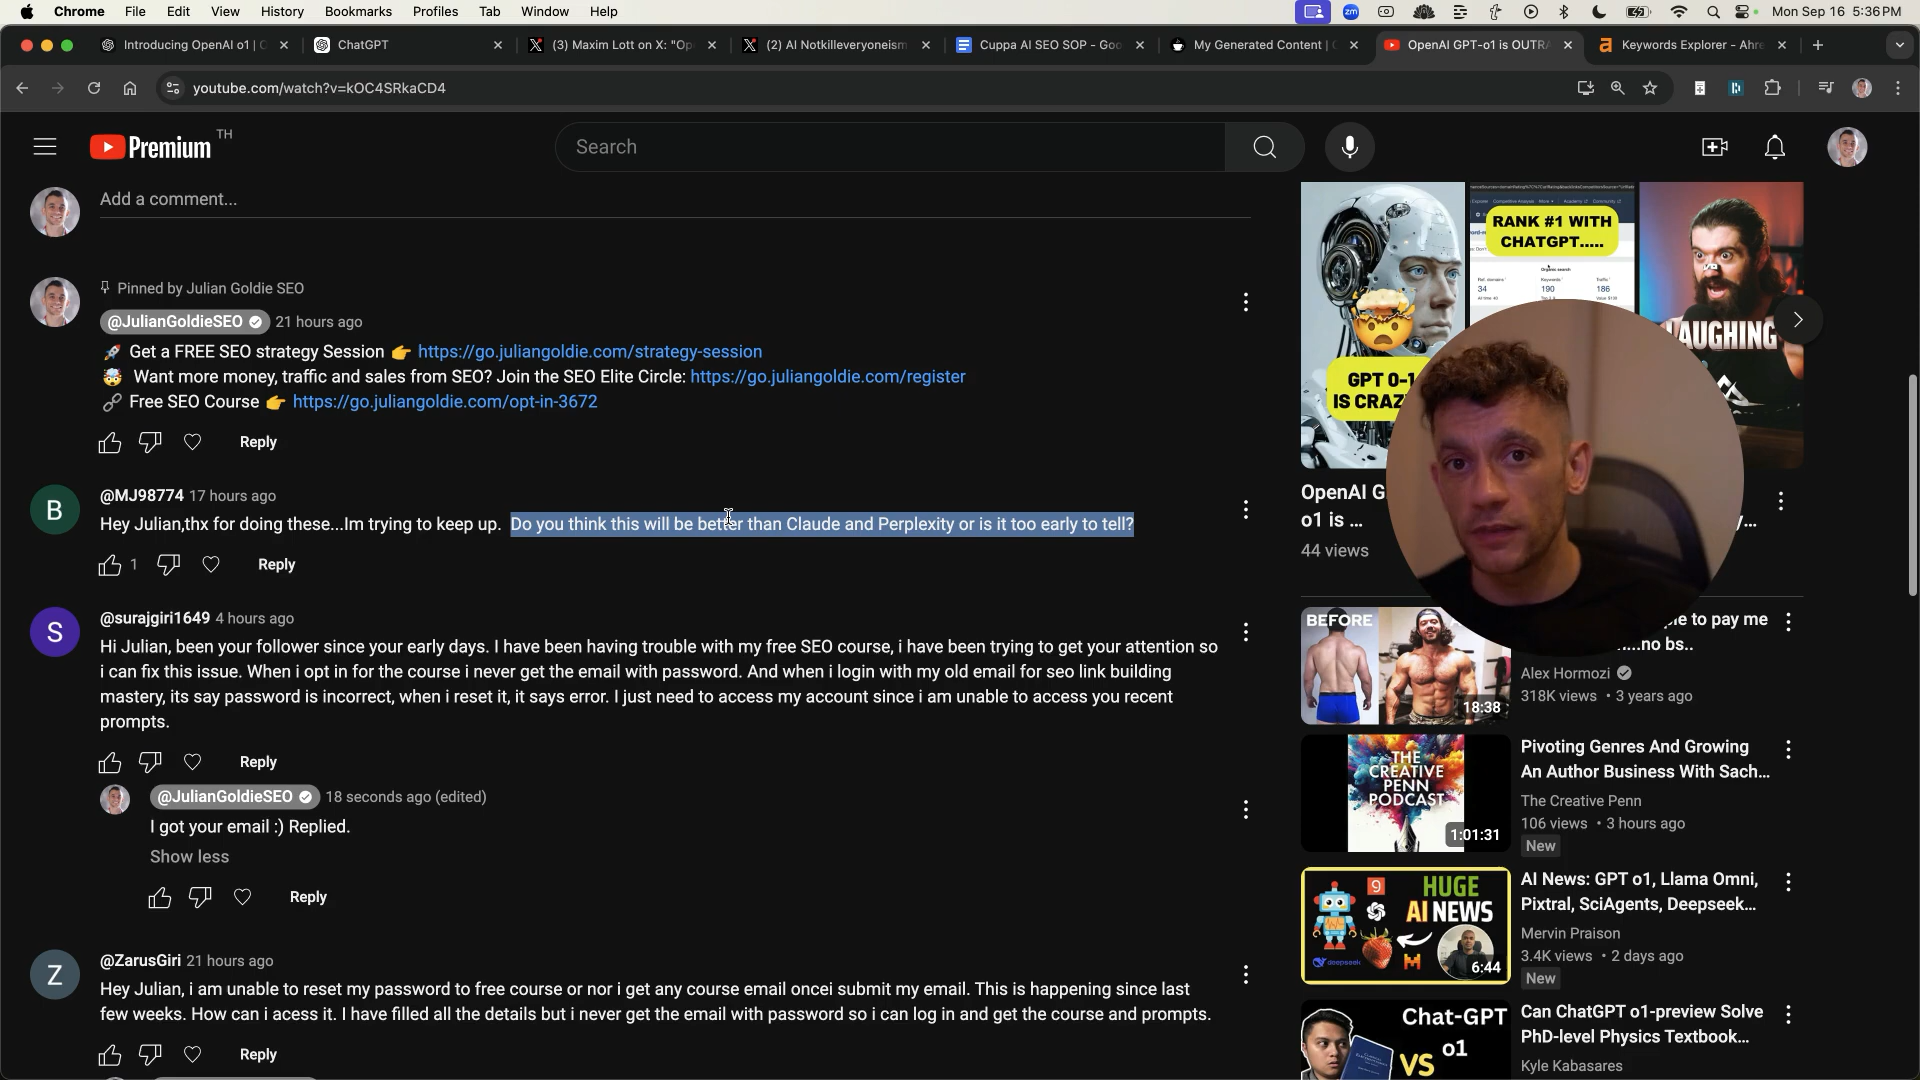 Chrome File Edit View History Bookmarks Profiles Tab Window Help
zm
Mon Sep 16 5:36 PM
Introducing OpenAI o1 |
ChatGPT
(3) Maxim Lott on X: "Op
(2) AI Notkilleveryoneism
Cuppa AI SEO SOP - Goo
My Generated Content |
OpenAI GPT-o1 is OUTRA
Keywords Explorer - Ahre
youtube.com/watch?v=kOC4SRkaCD4
Premium TH
Search
Add a comment...
Pinned by Julian Goldie SEO
@JulianGoldieSEO 21 hours ago
🚀 Get a FREE SEO strategy Session 👉 https://go.juliangoldie.com/strategy-session
🤯 Want more money, traffic and sales from SEO? Join the SEO Elite Circle: https://go.juliangoldie.com/register
🔗 Free SEO Course 👉 https://go.juliangoldie.com/opt-in-3672
Reply
B
@MJ98774 17 hours ago
Hey Julian,thx for doing these...Im trying to keep up. Do you think this will be better than Claude and Perplexity or is it too early to tell?
1 Reply
S
@surajgiri1649 4 hours ago
Hi Julian, been your follower since your early days. I have been having trouble with my free SEO course, i have been trying to get your attention so
i can fix this issue. When i opt in for the course i never get the email with password. And when i login with my old email for seo link building
mastery, its say password is incorrect, when i reset it, it says error. I just need to access my account since i am unable to access you recent
prompts.
Reply
@JulianGoldieSEO 18 seconds ago (edited)
I got your email :) Replied.
Show less
Reply
Z
@ZarusGiri 21 hours ago
Hey Julian, i am unable to reset my password to free course or nor i get any course email oncei submit my email. This is happening since last
few weeks. How can i acess it. I have filled all the details but i never get the email with password so i can log in and get the course and prompts.
Reply
GPT 0-1
IS CRAZ
RANK #1 WITH
CHATGPT.....
Organic search
34 190 186
AUGHING
OpenAI G
o1 is ...
44 views
BEFORE
18:38
ple to pay me
...no bs..
Alex Hormozi
318K views • 3 years ago
THE
CREATIVE
PENN
PODCAST
1:01:31
Pivoting Genres And Growing
An Author Business With Sach...
The Creative Penn
106 views • 3 hours ago
New
9
HUGE
AI NEWS
deepseek
6:44
AI News: GPT o1, Llama Omni,
Pixtral, SciAgents, Deepseek...
Mervin Praison
3.4K views • 2 days ago
New
Chat-GPT
o1
VS
Can ChatGPT o1-preview Solve
PhD-level Physics Textbook...
Kyle Kabasares